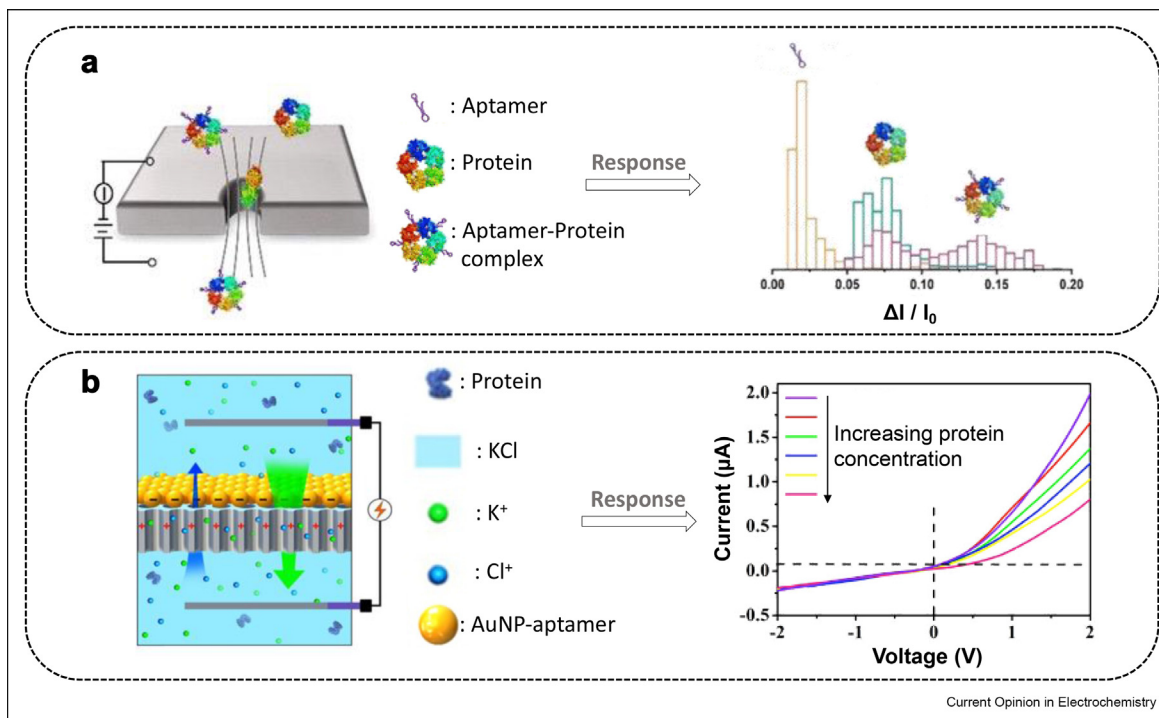 a
: Aptamer
: Protein
: Aptamer-Protein
complex
I
Response
0.00 0.05 0.10 0.15 0.20
ΔI / I₀
b
: Protein
: KCl
: K⁺
: Cl⁺
: AuNP-aptamer
Response
Current (µA)
2.0
1.5
1.0
0.5
0.0
-0.5
Increasing protein
concentration
-2 -1 0 1 2
Voltage (V)
Current Opinion in Electrochemistry